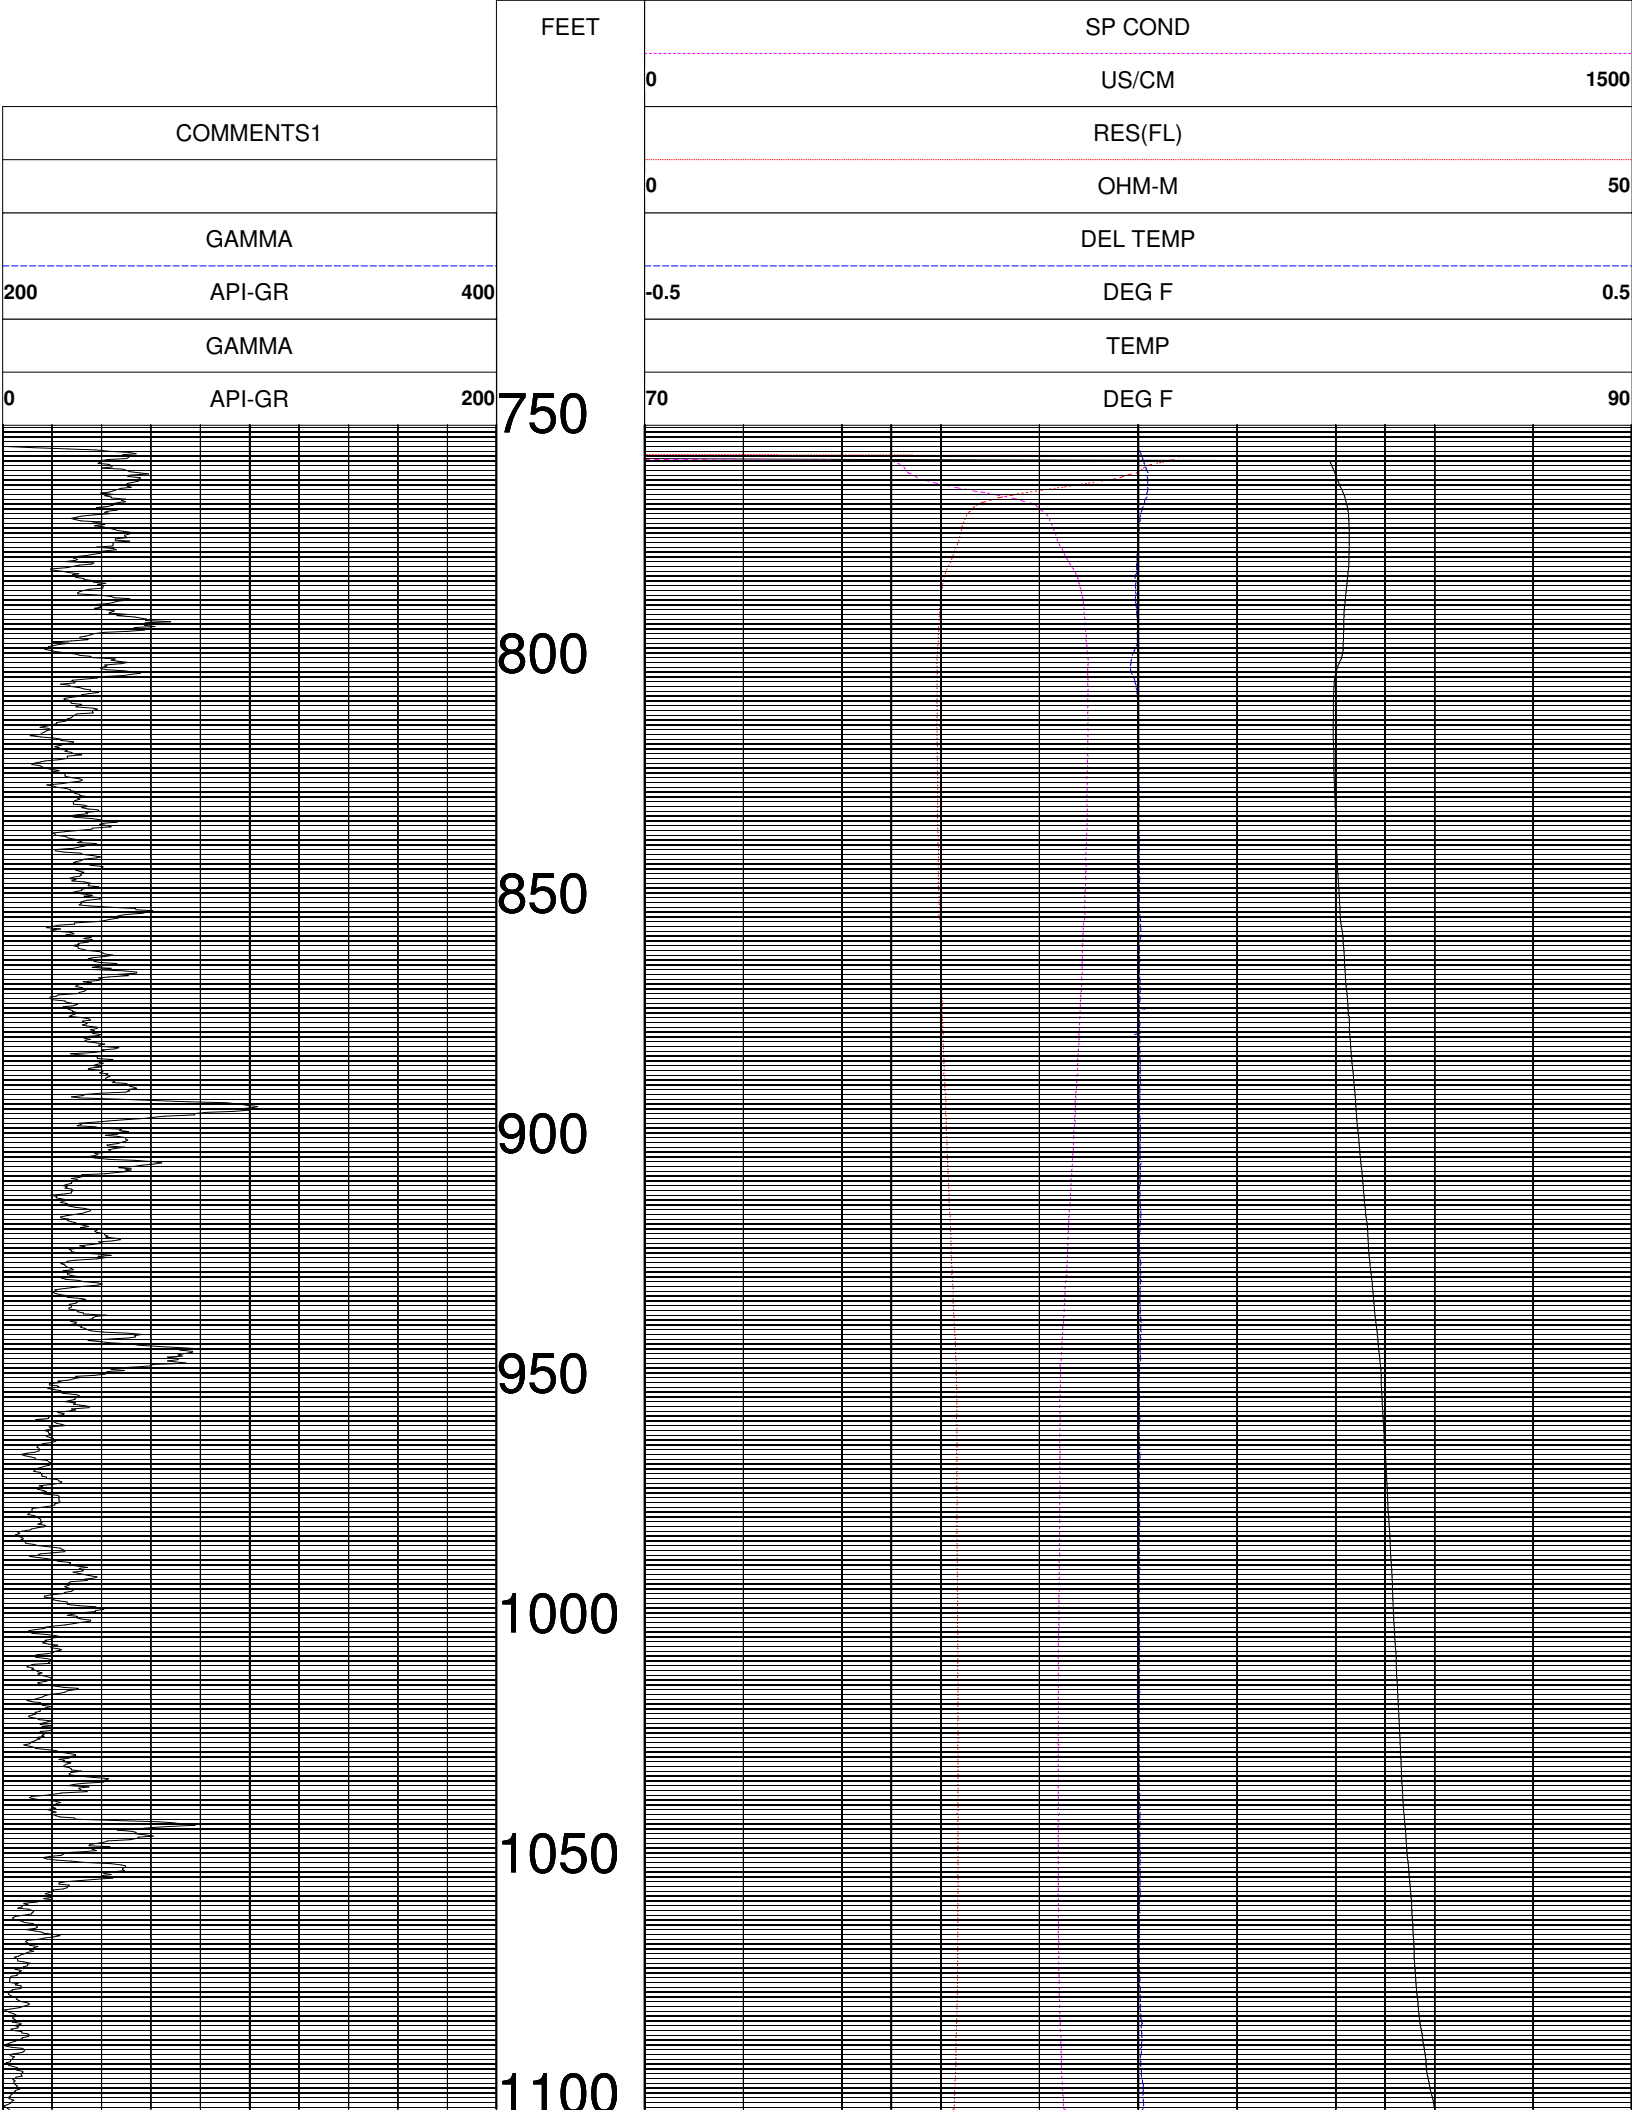 FEET
SP COND
0 US/CM 1500
COMMENTS1
RES(FL)
0 OHM-M 50
GAMMA
DEL TEMP
200 API-GR 400
-0.5 DEG F 0.5
GAMMA
TEMP
0 API-GR 200
70 DEG F 90
750
800
850
900
950
1000
1050
1100